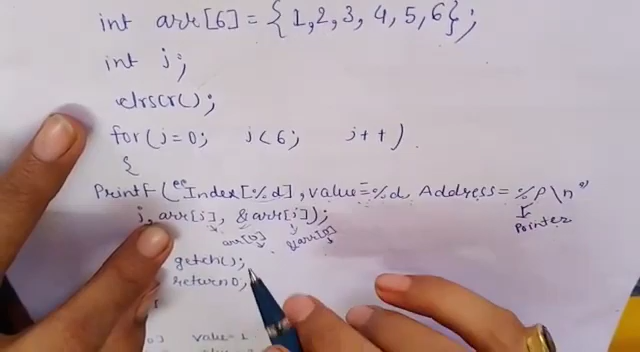 int arr[6] = {1,2,3,4,5,6};
int j;
clrscr();
for(j=0; j<6; j++)
{
Printf("Index[%d], value=%d, Address=%p\n"
j, arr[j], &arr[j]);
Pointer
arr[0] &arr[0]
getch();
return 0;
value=1